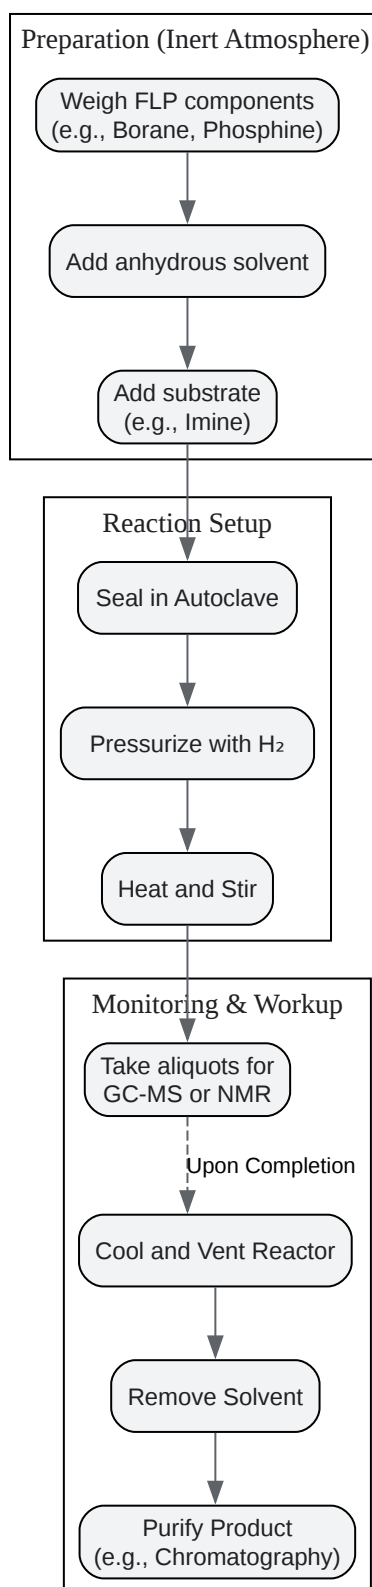 Preparation (Inert Atmosphere)
Weigh FLP components
(e.g., Borane, Phosphine)
Add anhydrous solvent
Add substrate
(e.g., Imine)
Reaction Setup
Seal in Autoclave
Pressurize with H₂
Heat and Stir
Monitoring & Workup
Take aliquots for
GC-MS or NMR
Upon Completion
Cool and Vent Reactor
Remove Solvent
Purify Product
(e.g., Chromatography)